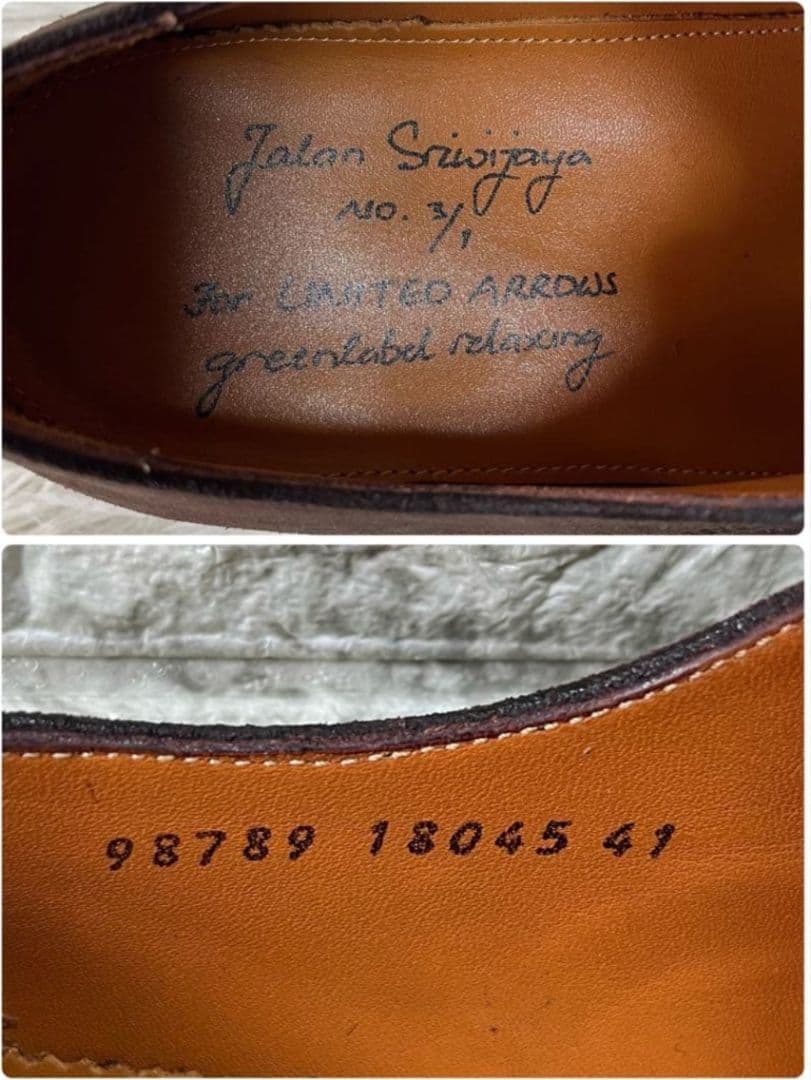 Jalan Sriwijaya
NO. 3/1
For UNITED ARROWS
greenlabel relaxing
98789 18045 41